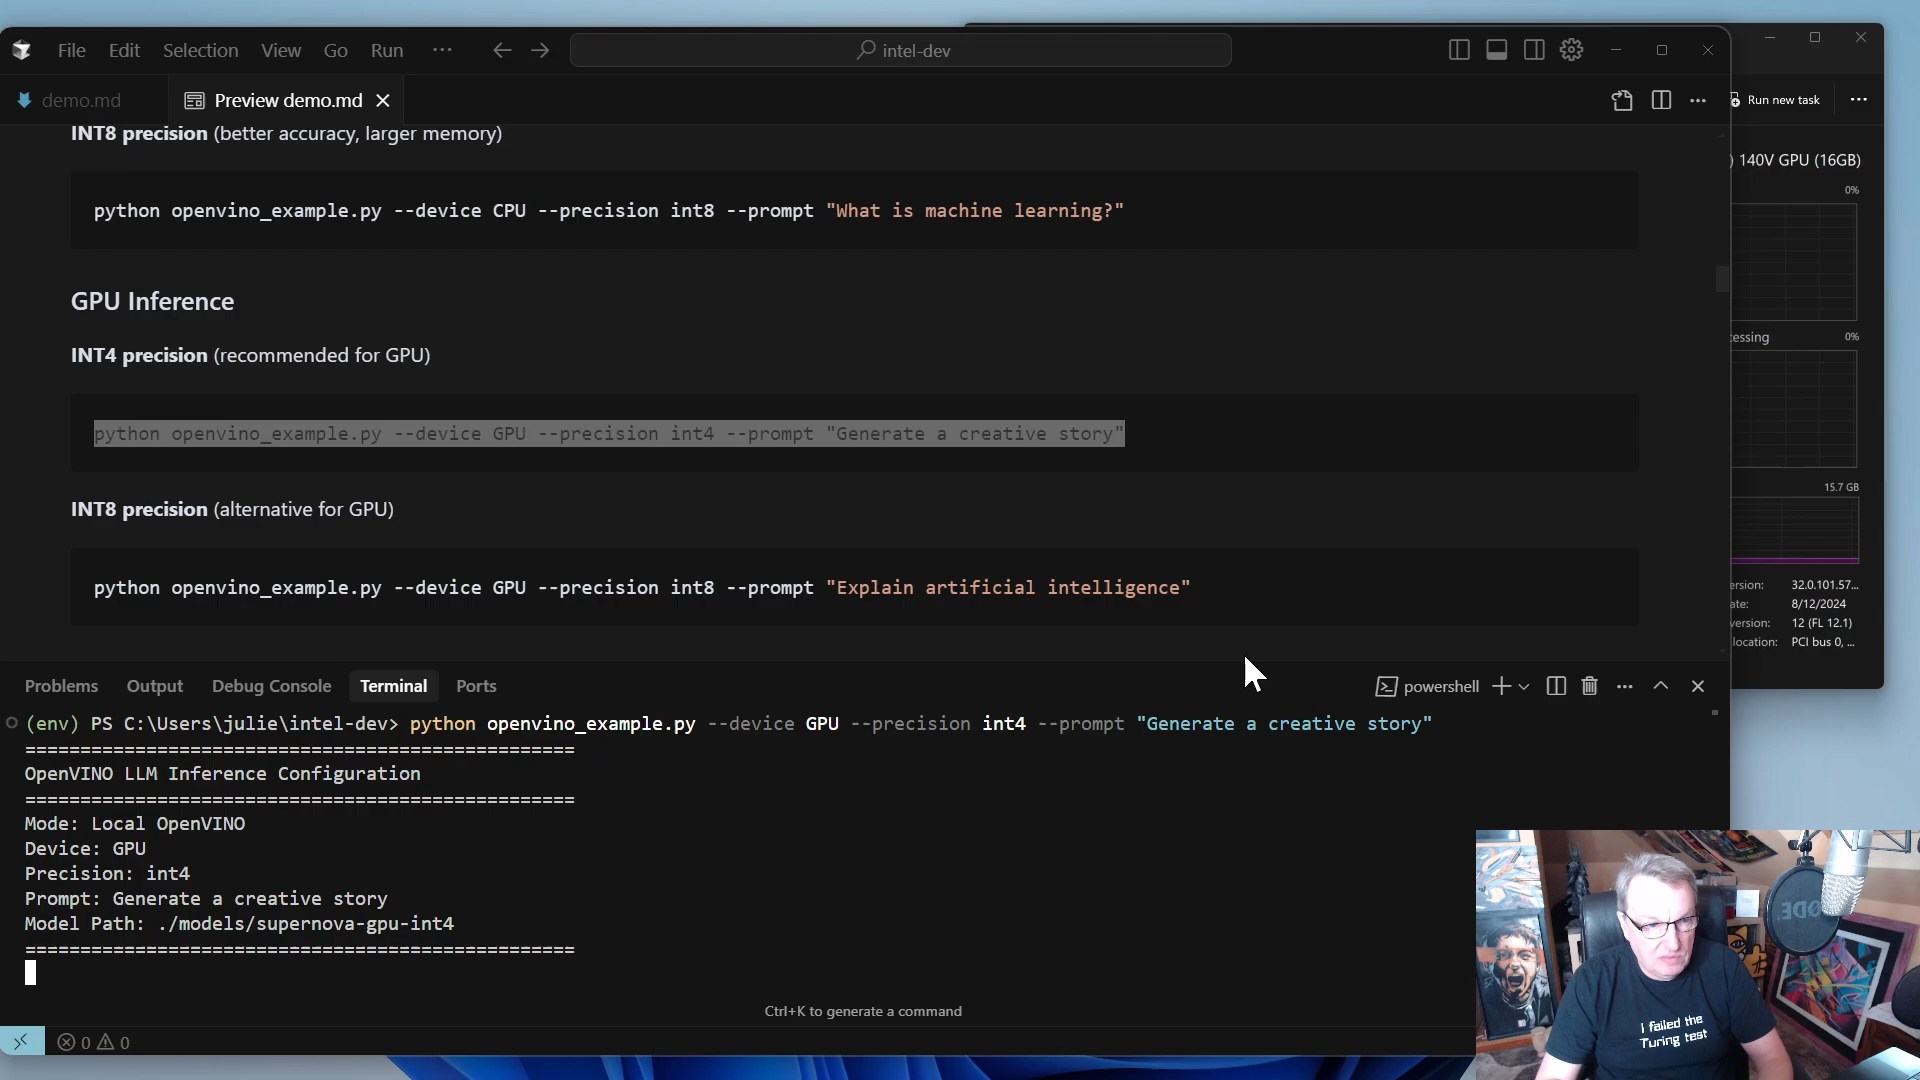 File Edit Selection View Go Run ··· intel-dev
demo.md Preview demo.md
Run new task
INT8 precision (better accuracy, larger memory)
python openvino_example.py --device CPU --precision int8 --prompt "What is machine learning?"
GPU Inference
INT4 precision (recommended for GPU)
python openvino_example.py --device GPU --precision int4 --prompt "Generate a creative story"
INT8 precision (alternative for GPU)
python openvino_example.py --device GPU --precision int8 --prompt "Explain artificial intelligence"
) 140V GPU (16GB)
0%
essing 0%
15.7 GB
ersion: 32.0.101.57...
ate: 8/12/2024
version: 12 (FL 12.1)
location: PCI bus 0, ...
Problems Output Debug Console Terminal Ports powershell
(env) PS C:\Users\julie\intel-dev> python openvino_example.py --device GPU --precision int4 --prompt "Generate a creative story"
==================================================
OpenVINO LLM Inference Configuration
==================================================
Mode: Local OpenVINO
Device: GPU
Precision: int4
Prompt: Generate a creative story
Model Path: ./models/supernova-gpu-int4
==================================================
Ctrl+K to generate a command
0 0
I failed the
Turing test